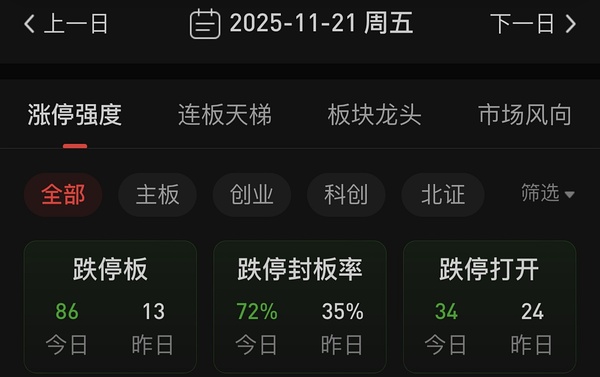 上一日 2025-11-21 周五 下一日
涨停强度 连板天梯 板块龙头 市场风向
全部 主板 创业 科创 北证 筛选
跌停板 跌停封板率 跌停打开
86 13 72% 35% 34 24
今日 昨日 今日 昨日 今日 昨日